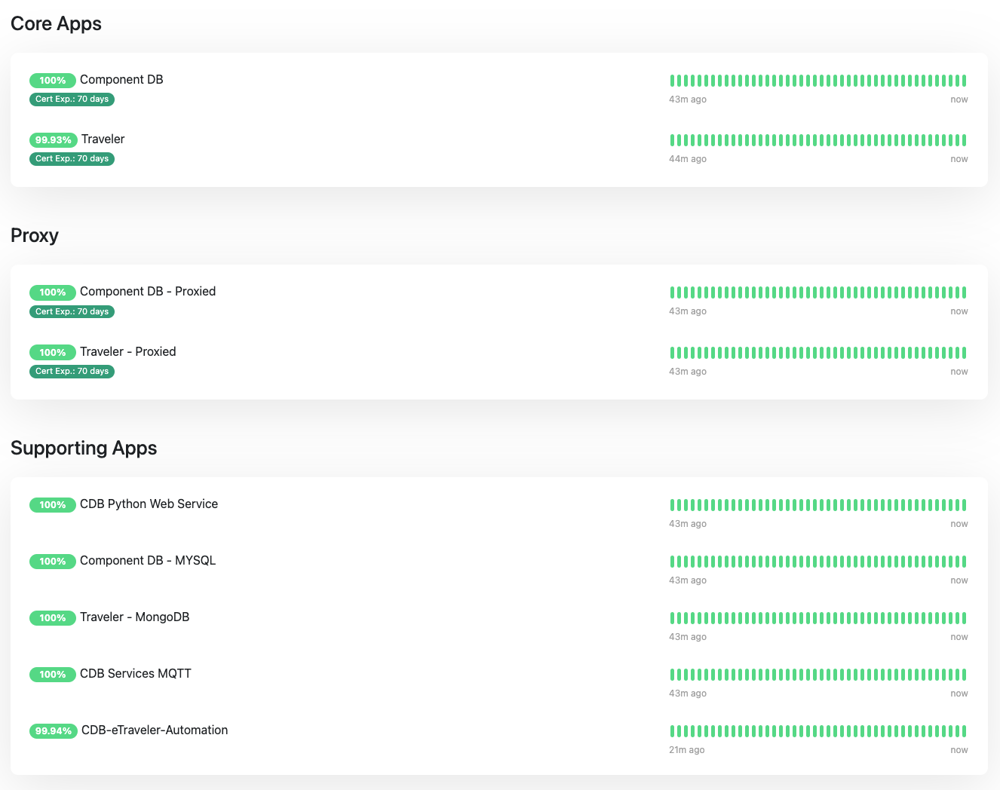 Core Apps
100% Component DB
Cert Exp.: 70 days
43m ago now
99.93% Traveler
Cert Exp.: 70 days
44m ago now
Proxy
100% Component DB - Proxied
Cert Exp.: 70 days
43m ago now
100% Traveler - Proxied
Cert Exp.: 70 days
43m ago now
Supporting Apps
100% CDB Python Web Service
43m ago now
100% Component DB - MYSQL
43m ago now
100% Traveler - MongoDB
43m ago now
100% CDB Services MQTT
43m ago now
99.94% CDB-eTraveler-Automation
21m ago now